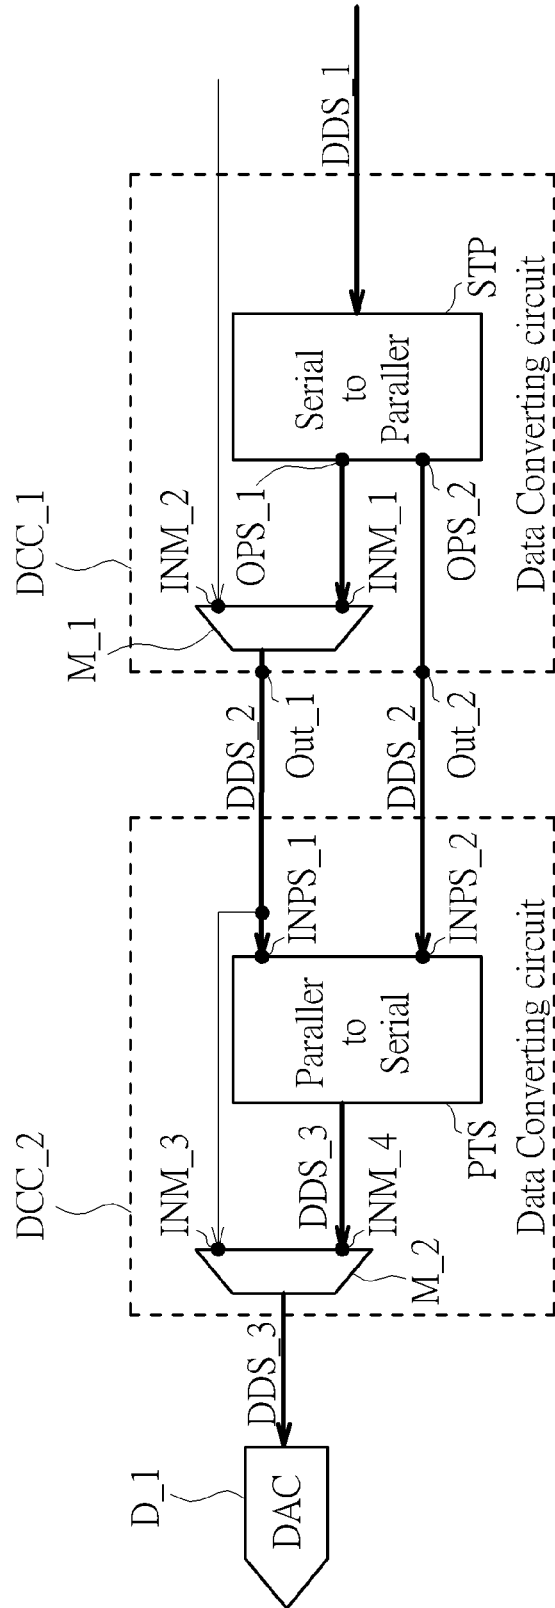 D_1
DAC
DDS_3
DCC_2
INM_3
DDS_3
INM_4
M_2
Paraller
to
Serial
PTS
INPS_1
INPS_2
Data Converting circuit
DDS_2
DDS_2
Out_1
Out_2
DCC_1
M_1
INM_2
OPS_1
INM_1
OPS_2
Serial
to
Paraller
STP
Data Converting circuit
DDS_1